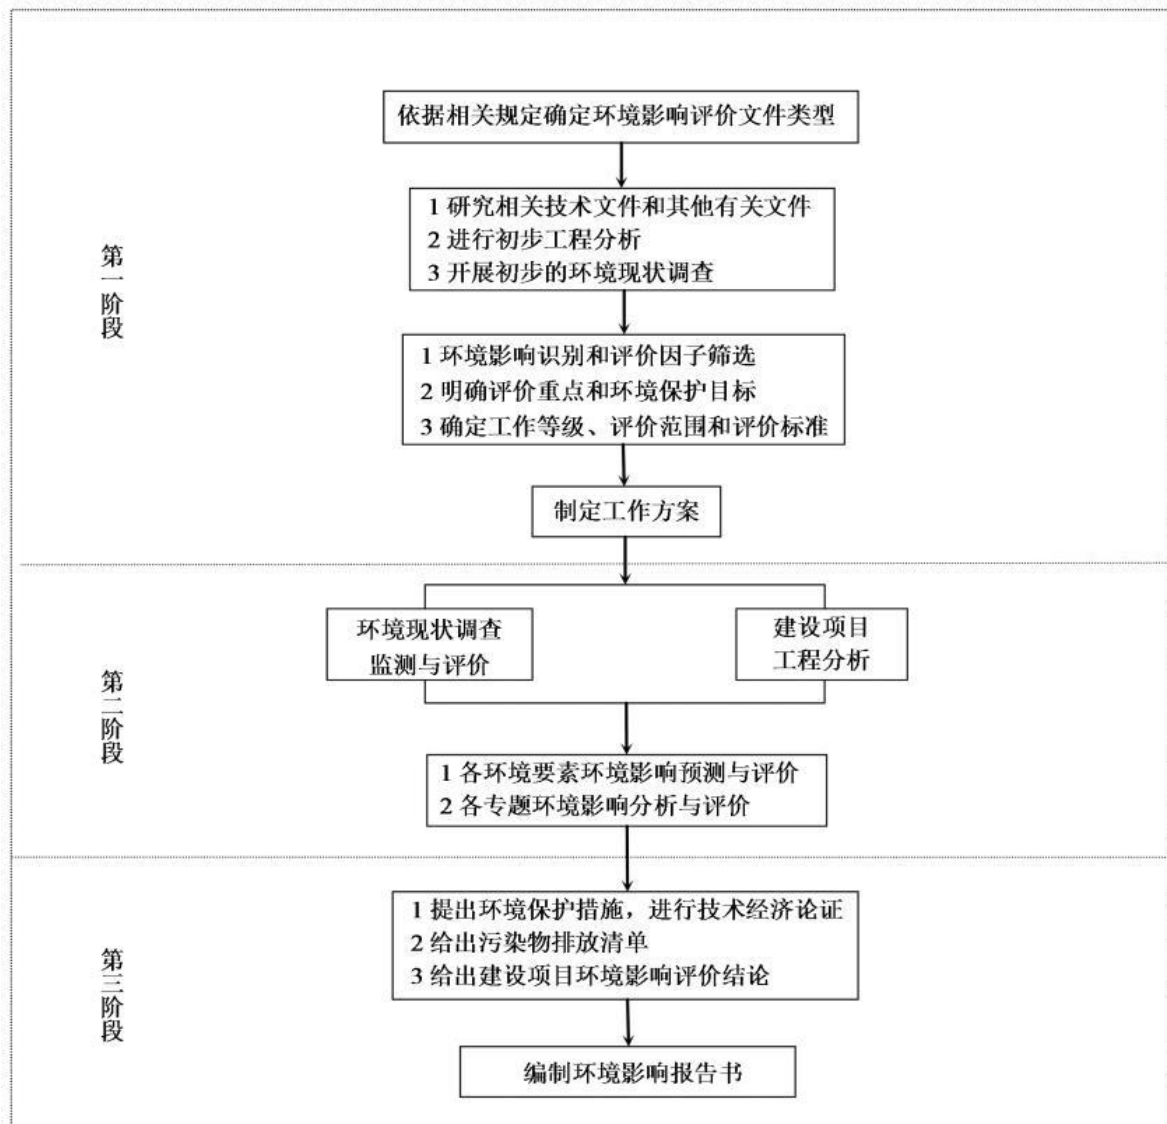 依据相关规定确定环境影响评价文件类型
1 研究相关技术文件和其他有关文件
2 进行初步工程分析
3 开展初步的环境现状调查
第一阶段
1 环境影响识别和评价因子筛选
2 明确评价重点和环境保护目标
3 确定工作等级、评价范围和评价标准
制定工作方案
环境现状调查
监测与评价
建设项目
工程分析
第二阶段
1 各环境要素环境影响预测与评价
2 各专题环境影响分析与评价
1 提出环境保护措施，进行技术经济论证
2 给出污染物排放清单
3 给出建设项目环境影响评价结论
第三阶段
编制环境影响报告书